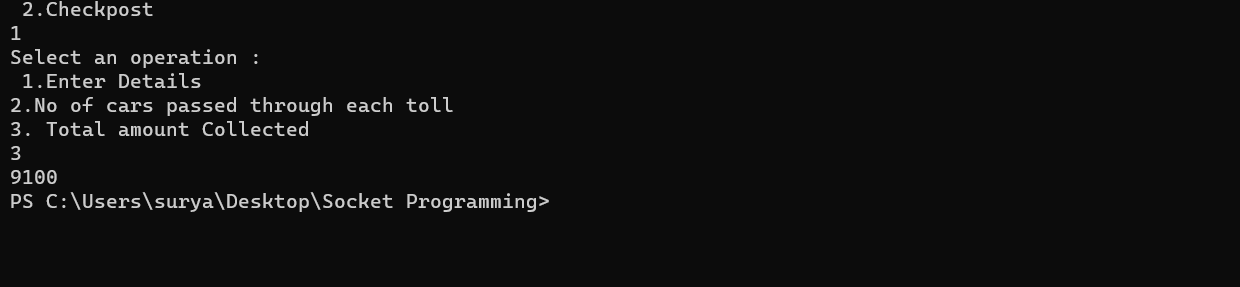 2.Checkpost
1
Select an operation :
1.Enter Details
2.No of cars passed through each toll
3. Total amount Collected
3
9100
PS C:\Users\surya\Desktop\Socket Programming>